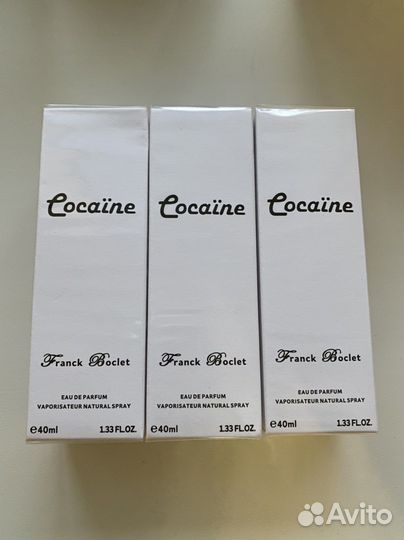 Cocaïne
Franck Boclet
EAU DE PARFUM
VAPORISATEUR NATURAL SPRAY
e40ml 1.33 FL.OZ.
Cocaïne
Franck Boclet
EAU DE PARFUM
VAPORISATEUR NATURAL SPRAY
e40ml 1.33 FL.OZ.
Cocaïne
Franck Boclet
EAU DE PARFUM
VAPORISATEUR NATURAL SPRAY
e40ml 1.33 FL.OZ.
Avito